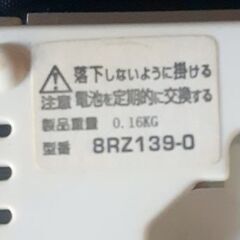 落下しないように掛ける
注意 電池を定期的に交換する
製品重量 0.16KG
型番 8RZ139-0